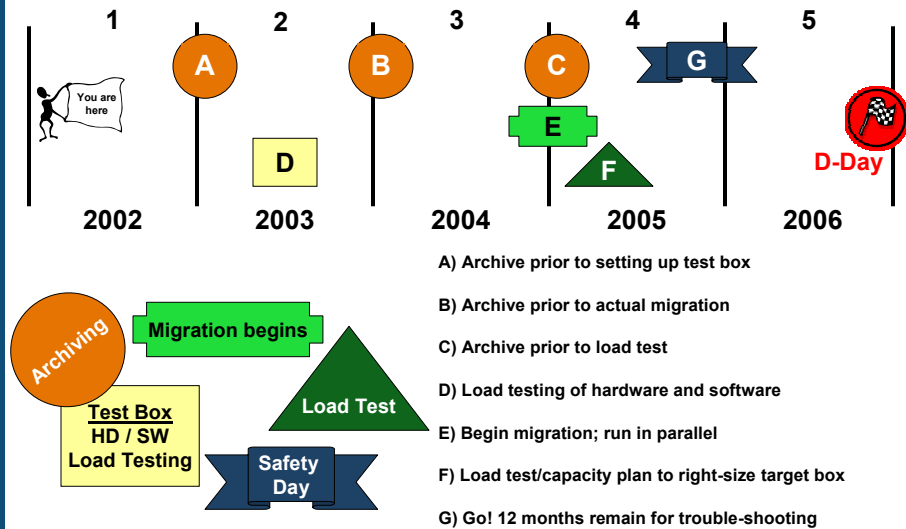 1 2 3 4 5
A B C G
You are
here
E
D
F
D-Day
2002 2003 2004 2005 2006
A) Archive prior to setting up test box
B) Archive prior to actual migration
C) Archive prior to load test
D) Load testing of hardware and software
E) Begin migration; run in parallel
F) Load test/capacity plan to right-size target box
G) Go! 12 months remain for trouble-shooting
Archiving
Migration begins
Load Test
Test Box
HD / SW
Load Testing
Safety
Day